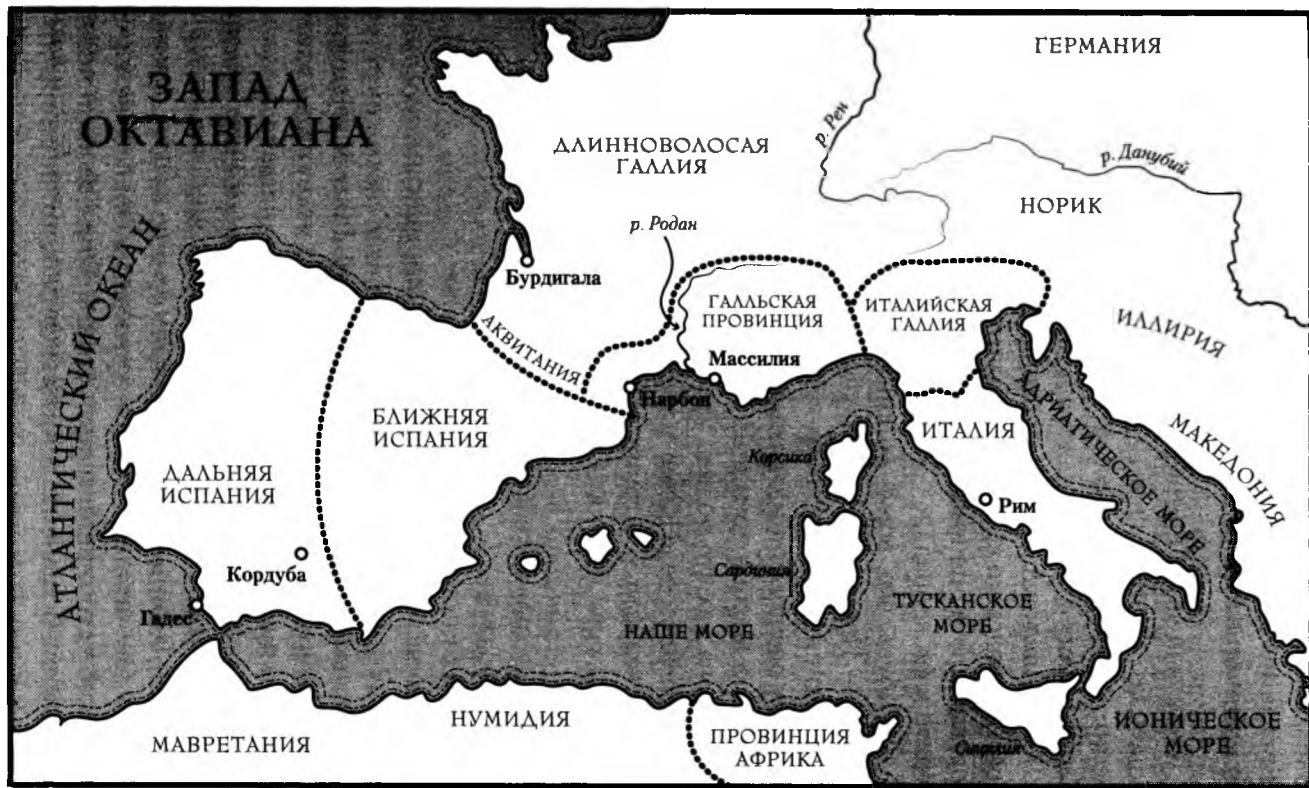 ЗАПАД
ОКТАВИАНА
АТЛАНТИЧЕСКИЙ ОКЕАН
ГЕРМАНИЯ
р. Рен
р. Данубий
ДЛИННОВОЛОСАЯ
ГАЛЛИЯ
НОРИК
р. Родан
Бурдигала
АКВИТАНИЯ
ГАЛЛЬСКАЯ
ПРОВИНЦИЯ
ИТАЛИЙСКАЯ
ГАЛЛИЯ
ИЛЛИРИЯ
Массилия
Нарбон
БЛИЖНЯЯ
ИСПАНИЯ
ИТАЛИЯ
АДРИАТИЧЕСКОЕ МОРЕ
МАКЕДОНИЯ
Корсика
ДАЛЬНЯЯ
ИСПАНИЯ
Рим
Кордуба
Сардиния
Гадес
НАШЕ МОРЕ
ТУСКАНСКОЕ
МОРЕ
НУМИДИЯ
МАВРЕТАНИЯ
ПРОВИНЦИЯ
АФРИКА
Сицилия
ИОНИЧЕСКОЕ
МОРЕ